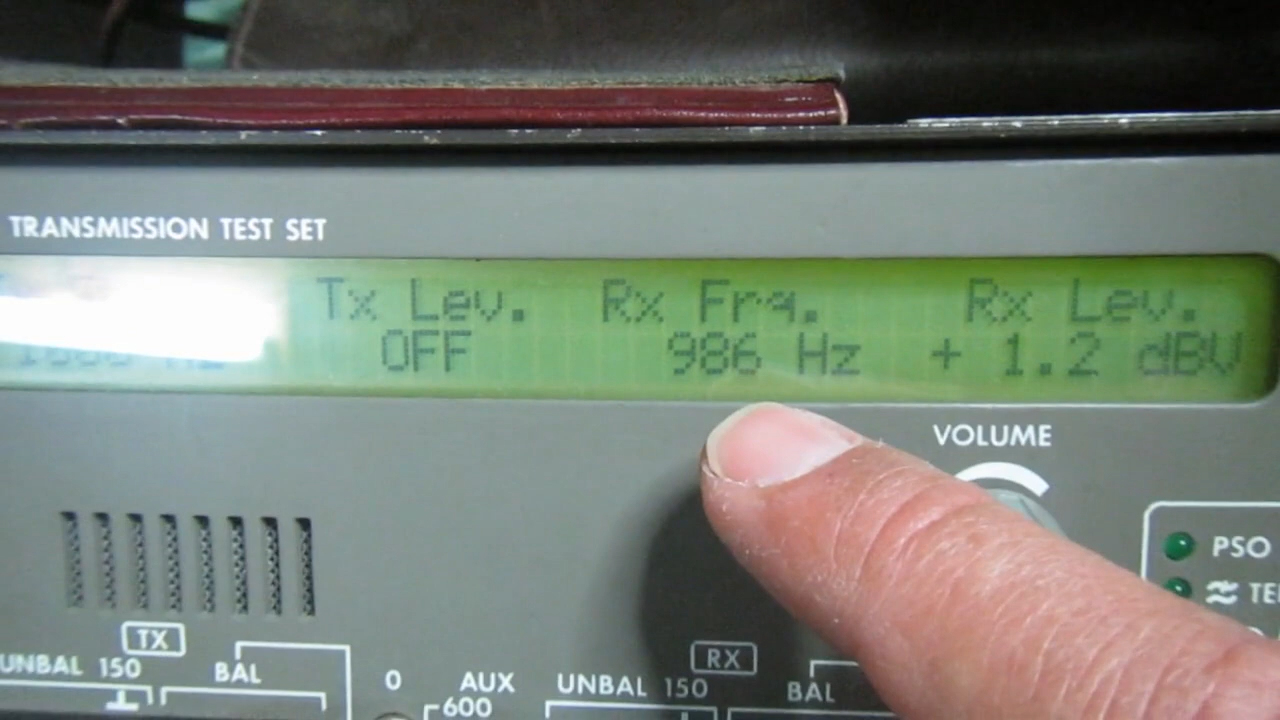 TRANSMISSION TEST SET
Tx Lev. Rx Frq. Rx Lev.
OFF 986 Hz + 1.2 dBV
VOLUME
PSO
TX
RX
UNBAL 150 BAL 0 AUX UNBAL 150 BAL
600